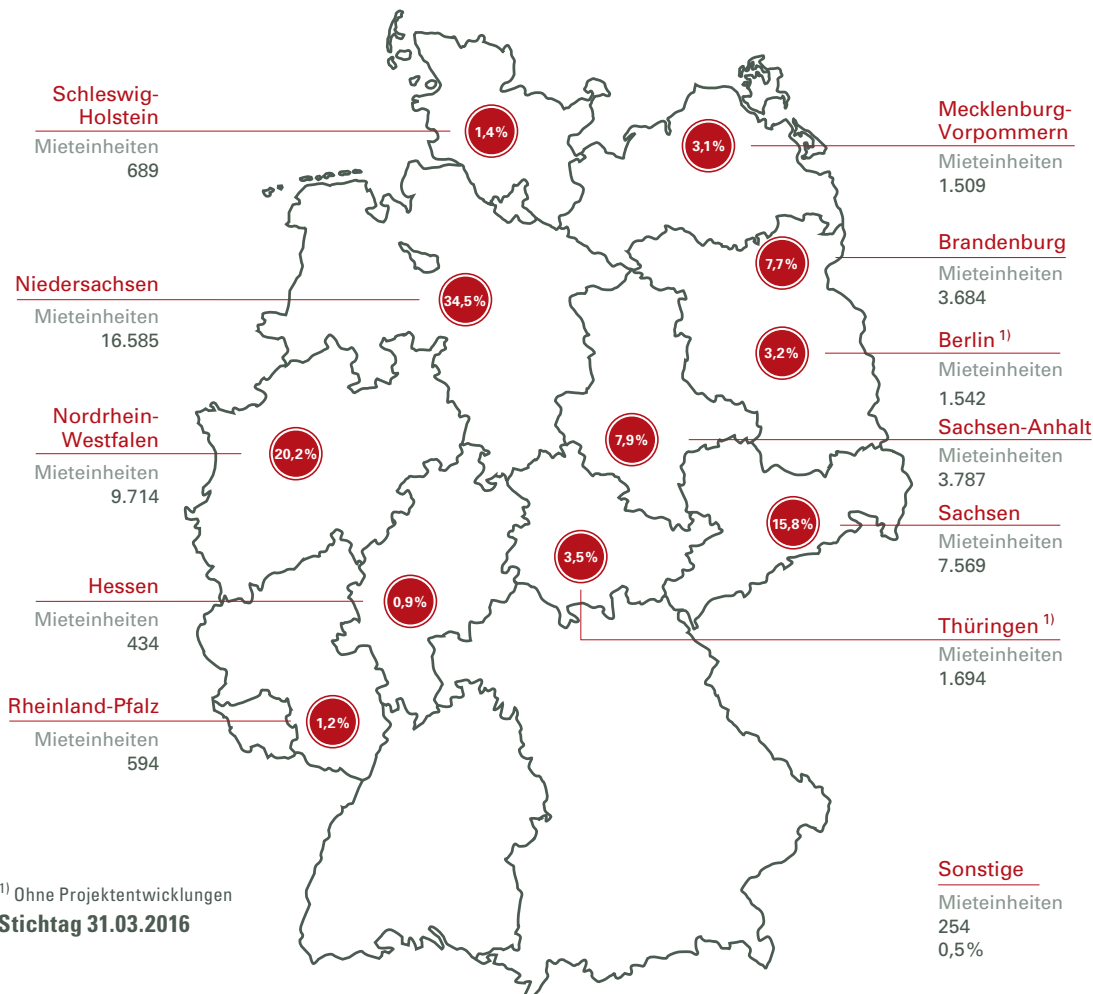 Schleswig-
Holstein
Mieteinheiten
689
1,4%
Niedersachsen
Mieteinheiten
16.585
34,5%
Nordrhein-
Westfalen
Mieteinheiten
9.714
20,2%
Hessen
Mieteinheiten
434
0,9%
Rheinland-Pfalz
Mieteinheiten
594
1,2%
Mecklenburg-
Vorpommern
Mieteinheiten
1.509
3,1%
Brandenburg
Mieteinheiten
3.684
7,7%
Berlin 1)
Mieteinheiten
1.542
3,2%
Sachsen-Anhalt
Mieteinheiten
3.787
7,9%
Sachsen
Mieteinheiten
7.569
15,8%
Thüringen 1)
Mieteinheiten
1.694
3,5%
Sonstige
Mieteinheiten
254
0,5%
1) Ohne Projektentwicklungen
Stichtag 31.03.2016